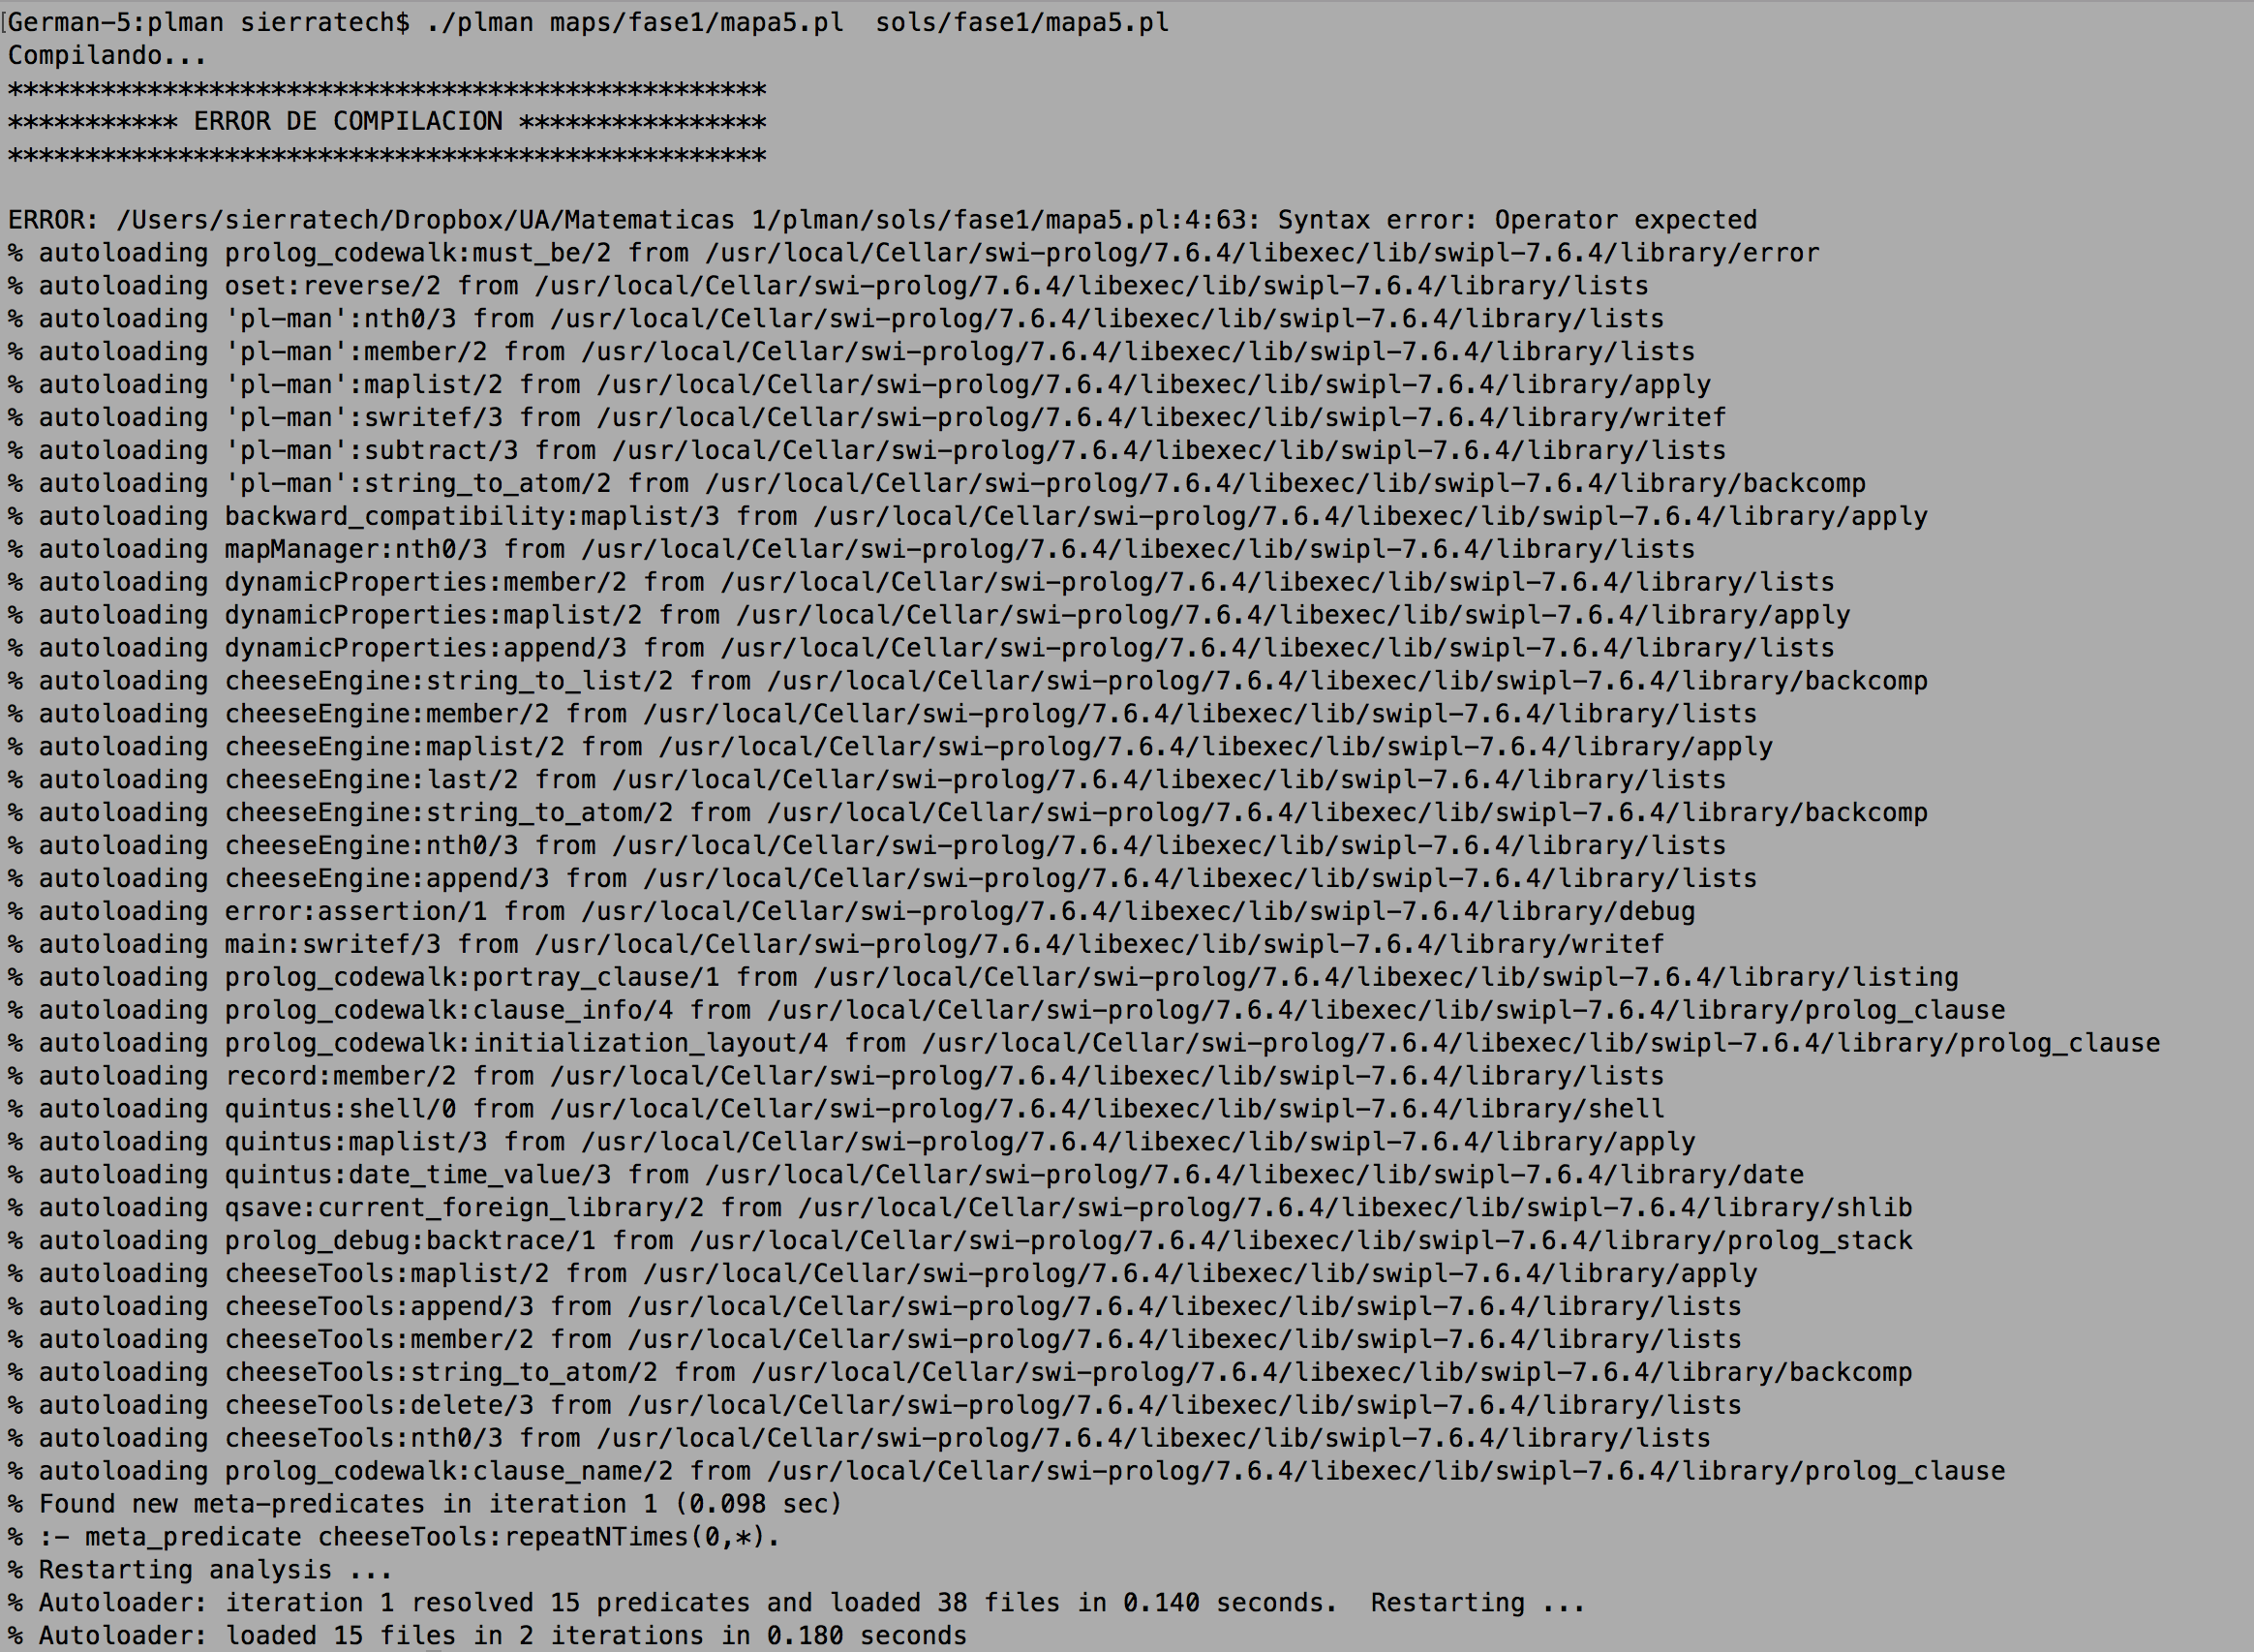 German-5:plman sierratech$ ./plman maps/fase1/mapa5.pl  sols/fase1/mapa5.pl
Compilando...
*************************************************
*********** ERROR DE COMPILACION ****************
*************************************************
ERROR: /Users/sierratech/Dropbox/UA/Matematicas 1/plman/sols/fase1/mapa5.pl:4:63: Syntax error: Operator expected
% autoloading prolog_codewalk:must_be/2 from /usr/local/Cellar/swi-prolog/7.6.4/libexec/lib/swipl-7.6.4/library/error
% autoloading oset:reverse/2 from /usr/local/Cellar/swi-prolog/7.6.4/libexec/lib/swipl-7.6.4/library/lists
% autoloading 'pl-man':nth0/3 from /usr/local/Cellar/swi-prolog/7.6.4/libexec/lib/swipl-7.6.4/library/lists
% autoloading 'pl-man':member/2 from /usr/local/Cellar/swi-prolog/7.6.4/libexec/lib/swipl-7.6.4/library/lists
% autoloading 'pl-man':maplist/2 from /usr/local/Cellar/swi-prolog/7.6.4/libexec/lib/swipl-7.6.4/library/apply
% autoloading 'pl-man':swritef/3 from /usr/local/Cellar/swi-prolog/7.6.4/libexec/lib/swipl-7.6.4/library/writef
% autoloading 'pl-man':subtract/3 from /usr/local/Cellar/swi-prolog/7.6.4/libexec/lib/swipl-7.6.4/library/lists
% autoloading 'pl-man':string_to_atom/2 from /usr/local/Cellar/swi-prolog/7.6.4/libexec/lib/swipl-7.6.4/library/backcomp
% autoloading backward_compatibility:maplist/3 from /usr/local/Cellar/swi-prolog/7.6.4/libexec/lib/swipl-7.6.4/library/apply
% autoloading mapManager:nth0/3 from /usr/local/Cellar/swi-prolog/7.6.4/libexec/lib/swipl-7.6.4/library/lists
% autoloading dynamicProperties:member/2 from /usr/local/Cellar/swi-prolog/7.6.4/libexec/lib/swipl-7.6.4/library/lists
% autoloading dynamicProperties:maplist/2 from /usr/local/Cellar/swi-prolog/7.6.4/libexec/lib/swipl-7.6.4/library/apply
% autoloading dynamicProperties:append/3 from /usr/local/Cellar/swi-prolog/7.6.4/libexec/lib/swipl-7.6.4/library/lists
% autoloading cheeseEngine:string_to_list/2 from /usr/local/Cellar/swi-prolog/7.6.4/libexec/lib/swipl-7.6.4/library/backcomp
% autoloading cheeseEngine:member/2 from /usr/local/Cellar/swi-prolog/7.6.4/libexec/lib/swipl-7.6.4/library/lists
% autoloading cheeseEngine:maplist/2 from /usr/local/Cellar/swi-prolog/7.6.4/libexec/lib/swipl-7.6.4/library/apply
% autoloading cheeseEngine:last/2 from /usr/local/Cellar/swi-prolog/7.6.4/libexec/lib/swipl-7.6.4/library/lists
% autoloading cheeseEngine:string_to_atom/2 from /usr/local/Cellar/swi-prolog/7.6.4/libexec/lib/swipl-7.6.4/library/backcomp
% autoloading cheeseEngine:nth0/3 from /usr/local/Cellar/swi-prolog/7.6.4/libexec/lib/swipl-7.6.4/library/lists
% autoloading cheeseEngine:append/3 from /usr/local/Cellar/swi-prolog/7.6.4/libexec/lib/swipl-7.6.4/library/lists
% autoloading error:assertion/1 from /usr/local/Cellar/swi-prolog/7.6.4/libexec/lib/swipl-7.6.4/library/debug
% autoloading main:swritef/3 from /usr/local/Cellar/swi-prolog/7.6.4/libexec/lib/swipl-7.6.4/library/writef
% autoloading prolog_codewalk:portray_clause/1 from /usr/local/Cellar/swi-prolog/7.6.4/libexec/lib/swipl-7.6.4/library/listing
% autoloading prolog_codewalk:clause_info/4 from /usr/local/Cellar/swi-prolog/7.6.4/libexec/lib/swipl-7.6.4/library/prolog_clause
% autoloading prolog_codewalk:initialization_layout/4 from /usr/local/Cellar/swi-prolog/7.6.4/libexec/lib/swipl-7.6.4/library/prolog_clause
% autoloading record:member/2 from /usr/local/Cellar/swi-prolog/7.6.4/libexec/lib/swipl-7.6.4/library/lists
% autoloading quintus:shell/0 from /usr/local/Cellar/swi-prolog/7.6.4/libexec/lib/swipl-7.6.4/library/shell
% autoloading quintus:maplist/3 from /usr/local/Cellar/swi-prolog/7.6.4/libexec/lib/swipl-7.6.4/library/apply
% autoloading quintus:date_time_value/3 from /usr/local/Cellar/swi-prolog/7.6.4/libexec/lib/swipl-7.6.4/library/date
% autoloading qsave:current_foreign_library/2 from /usr/local/Cellar/swi-prolog/7.6.4/libexec/lib/swipl-7.6.4/library/shlib
% autoloading prolog_debug:backtrace/1 from /usr/local/Cellar/swi-prolog/7.6.4/libexec/lib/swipl-7.6.4/library/prolog_stack
% autoloading cheeseTools:maplist/2 from /usr/local/Cellar/swi-prolog/7.6.4/libexec/lib/swipl-7.6.4/library/apply
% autoloading cheeseTools:append/3 from /usr/local/Cellar/swi-prolog/7.6.4/libexec/lib/swipl-7.6.4/library/lists
% autoloading cheeseTools:member/2 from /usr/local/Cellar/swi-prolog/7.6.4/libexec/lib/swipl-7.6.4/library/lists
% autoloading cheeseTools:string_to_atom/2 from /usr/local/Cellar/swi-prolog/7.6.4/libexec/lib/swipl-7.6.4/library/backcomp
% autoloading cheeseTools:delete/3 from /usr/local/Cellar/swi-prolog/7.6.4/libexec/lib/swipl-7.6.4/library/lists
% autoloading cheeseTools:nth0/3 from /usr/local/Cellar/swi-prolog/7.6.4/libexec/lib/swipl-7.6.4/library/lists
% autoloading prolog_codewalk:clause_name/2 from /usr/local/Cellar/swi-prolog/7.6.4/libexec/lib/swipl-7.6.4/library/prolog_clause
% Found new meta-predicates in iteration 1 (0.098 sec)
% :- meta_predicate cheeseTools:repeatNTimes(0,*).
% Restarting analysis ...
% Autoloader: iteration 1 resolved 15 predicates and loaded 38 files in 0.140 seconds.  Restarting ...
% Autoloader: loaded 15 files in 2 iterations in 0.180 seconds